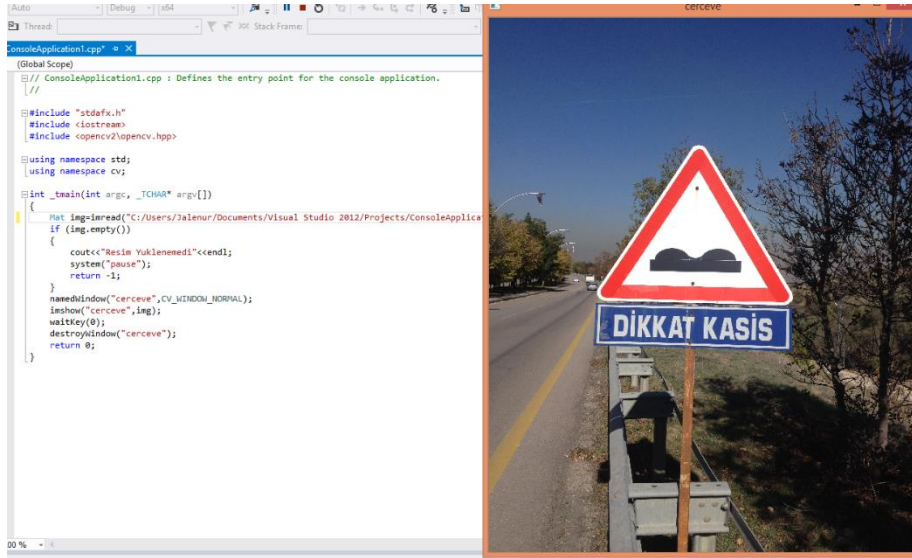 Auto Debug x64
Thread: Stack Frame:
ConsoleApplication1.cpp*
(Global Scope)
// ConsoleApplication1.cpp : Defines the entry point for the console application.
//
#include "stdafx.h"
#include <iostream>
#include <opencv2\opencv.hpp>
using namespace std;
using namespace cv;
int _tmain(int argc, _TCHAR* argv[])
{
Mat img=imread("C:/Users/Jalenur/Documents/Visual Studio 2012/Projects/ConsoleApplicat
if (img.empty())
{
cout<<"Resim Yuklenemedi"<<endl;
system("pause");
return -1;
}
namedWindow("cerceve",CV_WINDOW_NORMAL);
imshow("cerceve",img);
waitKey(0);
destroyWindow("cerceve");
return 0;
}
00 %
cerceve
DİKKAT KASİS